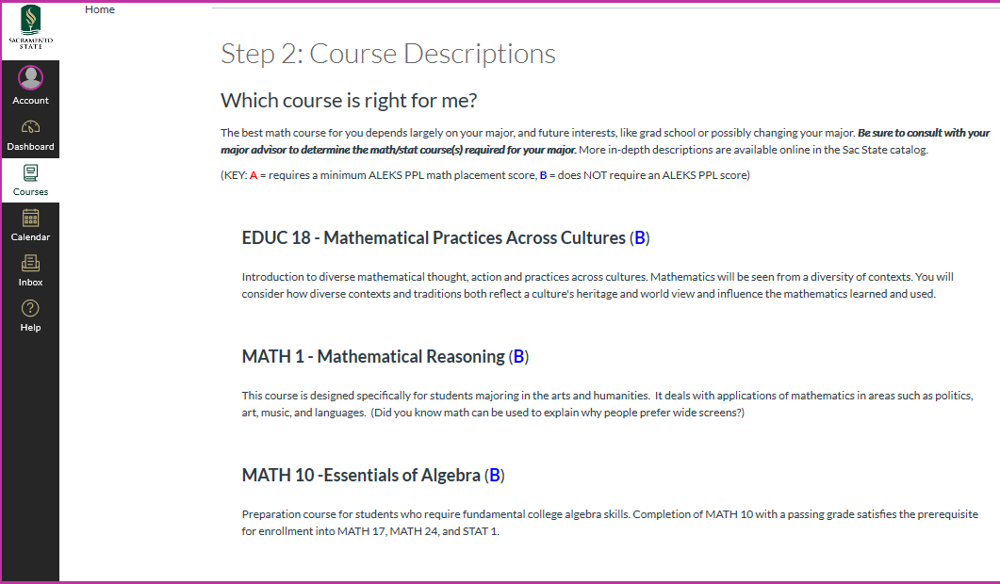 SACRAMENTO
STATE
Account
Dashboard
Courses
Calendar
Inbox
Help
Home
Step 2: Course Descriptions
Which course is right for me?
The best math course for you depends largely on your major, and future interests, like grad school or possibly changing your major. Be sure to consult with your
major advisor to determine the math/stat course(s) required for your major. More in-depth descriptions are available online in the Sac State catalog.
(KEY: A = requires a minimum ALEKS PPL math placement score, B = does NOT require an ALEKS PPL score)
EDUC 18 - Mathematical Practices Across Cultures (B)
Introduction to diverse mathematical thought, action and practices across cultures. Mathematics will be seen from a diversity of contexts. You will
consider how diverse contexts and traditions both reflect a culture's heritage and world view and influence the mathematics learned and used.
MATH 1 - Mathematical Reasoning (B)
This course is designed specifically for students majoring in the arts and humanities.  It deals with applications of mathematics in areas such as politics,
art, music, and languages.  (Did you know math can be used to explain why people prefer wide screens?)
MATH 10 -Essentials of Algebra (B)
Preparation course for students who require fundamental college algebra skills. Completion of MATH 10 with a passing grade satisfies the prerequisite
for enrollment into MATH 17, MATH 24, and STAT 1.